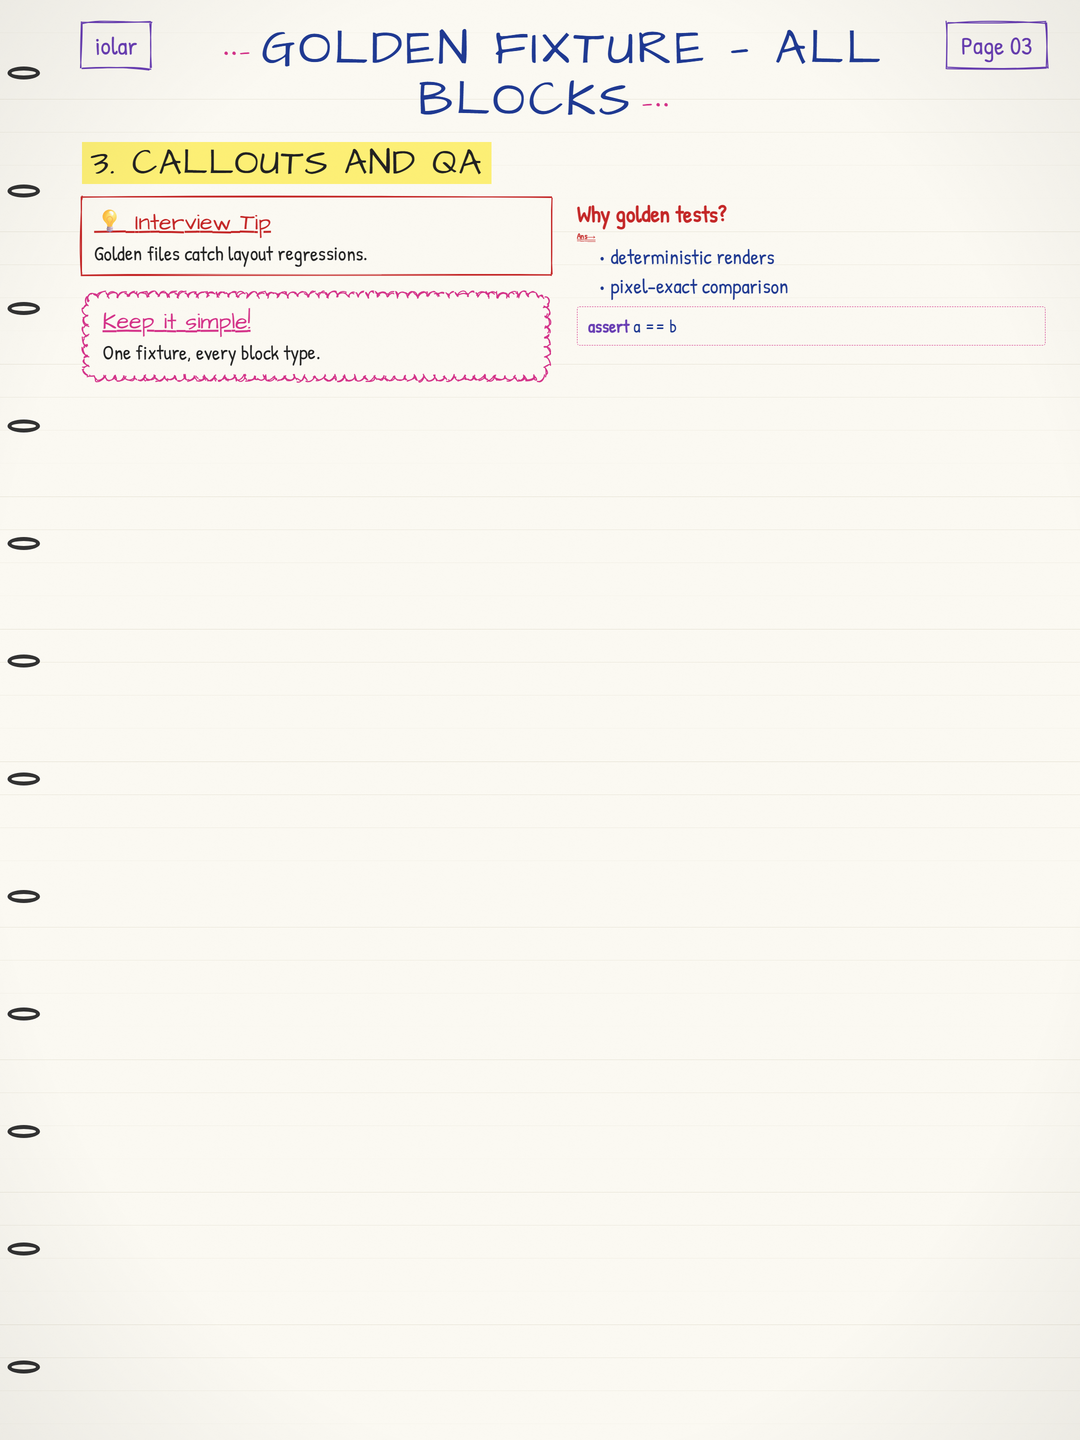 iolar
GOLDEN FIXTURE - ALL
BLOCKS
Page 03
3. CALLOUTS AND QA
💡 Interview Tip
Golden files catch layout regressions.
Keep it simple!
One fixture, every block type.
Why golden tests?
Ans→
• deterministic renders
• pixel-exact comparison
assert a == b